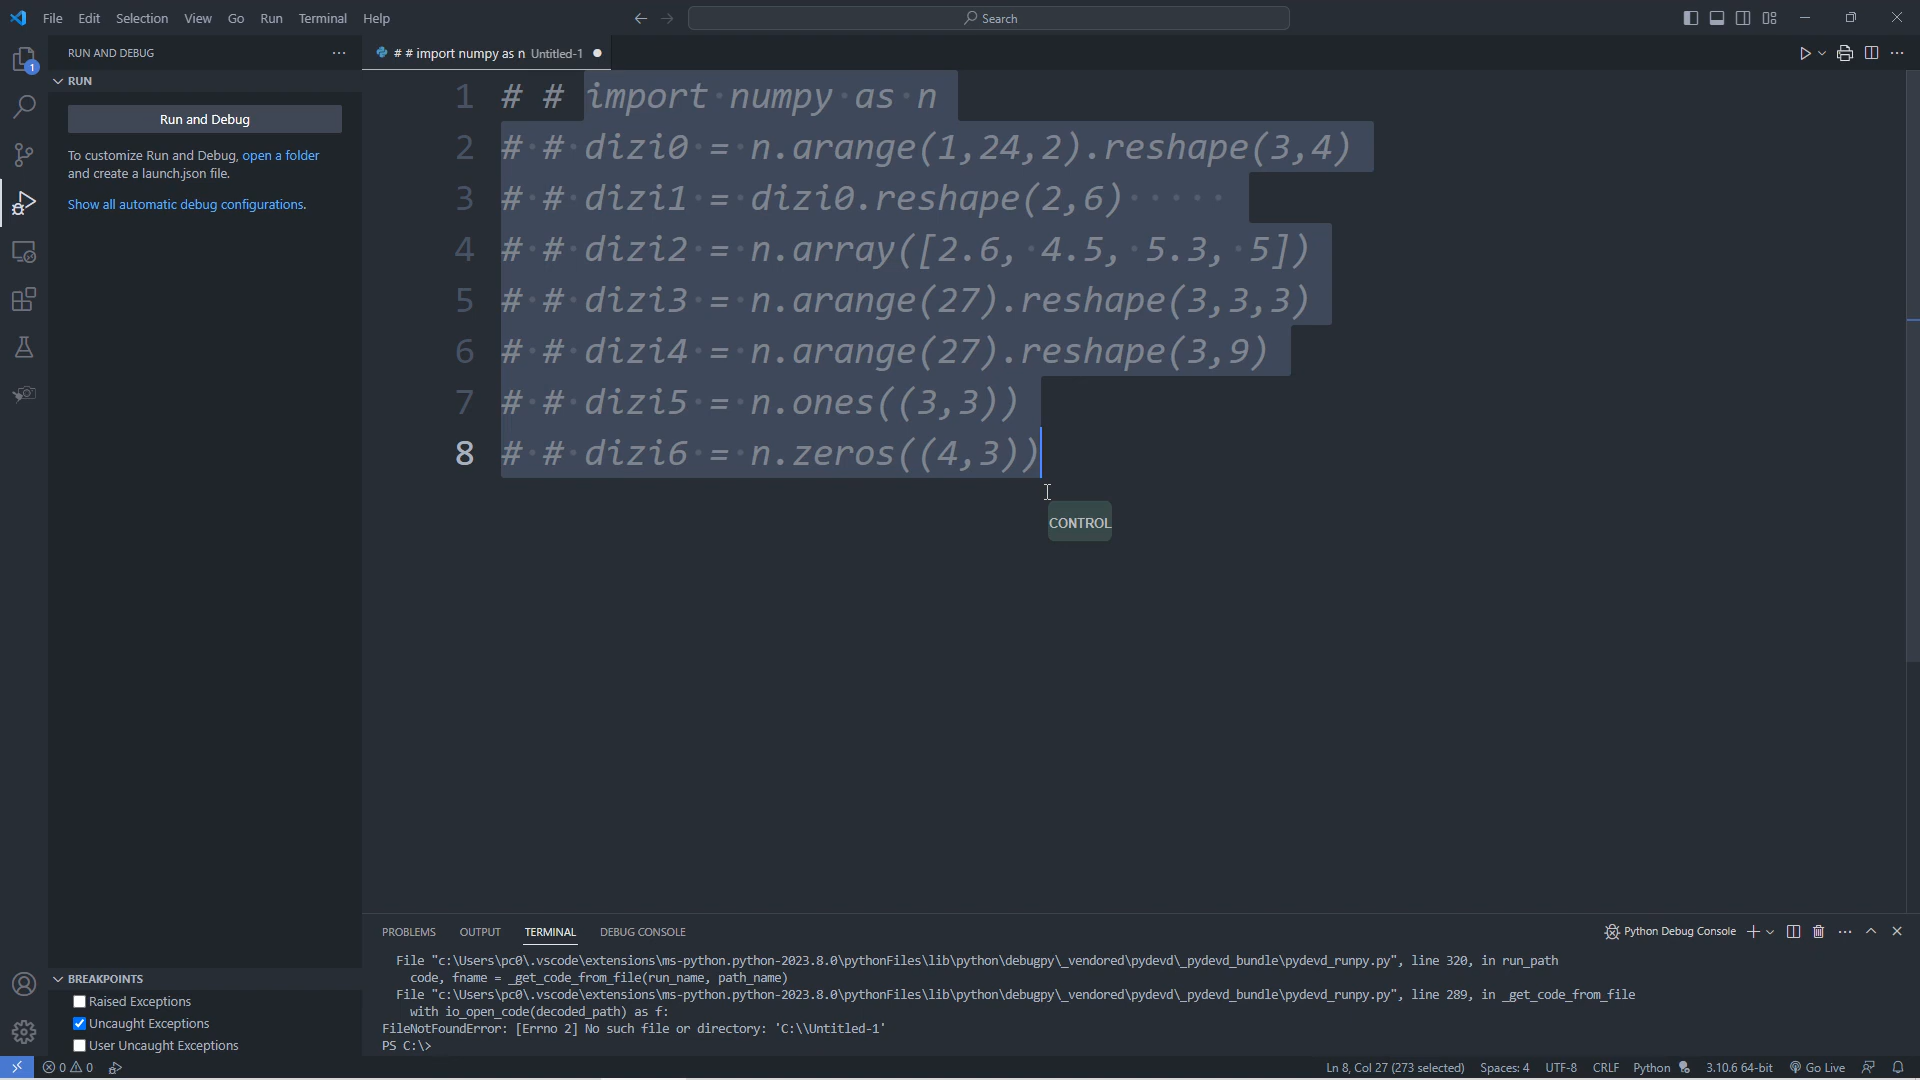 File Edit Selection View Go Run Terminal Help
Search
RUN AND DEBUG
# # import numpy as n Untitled-1
1
RUN
Run and Debug
To customize Run and Debug, open a folder
and create a launch.json file.
Show all automatic debug configurations.
1 # # import numpy as n
2 # # dizi0 = n.arange(1,24,2).reshape(3,4)
3 # # dizi1 = dizi0.reshape(2,6)
4 # # dizi2 = n.array([2.6, 4.5, 5.3, 5])
5 # # dizi3 = n.arange(27).reshape(3,3,3)
6 # # dizi4 = n.arange(27).reshape(3,9)
7 # # dizi5 = n.ones((3,3))
8 # # dizi6 = n.zeros((4,3))
CONTROL
PROBLEMS OUTPUT TERMINAL DEBUG CONSOLE
Python Debug Console
File "c:\Users\pc0\.vscode\extensions\ms-python.python-2023.8.0\pythonFiles\lib\python\debugpy\_vendored\pydevd\_pydevd_bundle\pydevd_runpy.py", line 320, in run_path
code, fname = _get_code_from_file(run_name, path_name)
File "c:\Users\pc0\.vscode\extensions\ms-python.python-2023.8.0\pythonFiles\lib\python\debugpy\_vendored\pydevd\_pydevd_bundle\pydevd_runpy.py", line 289, in _get_code_from_file
with io_open_code(decoded_path) as f:
FileNotFoundError: [Errno 2] No such file or directory: 'C:\\Untitled-1'
PS C:\>
BREAKPOINTS
Raised Exceptions
Uncaught Exceptions
User Uncaught Exceptions
0 0
Ln 8, Col 27 (273 selected) Spaces: 4 UTF-8 CRLF Python 3.10.6 64-bit Go Live